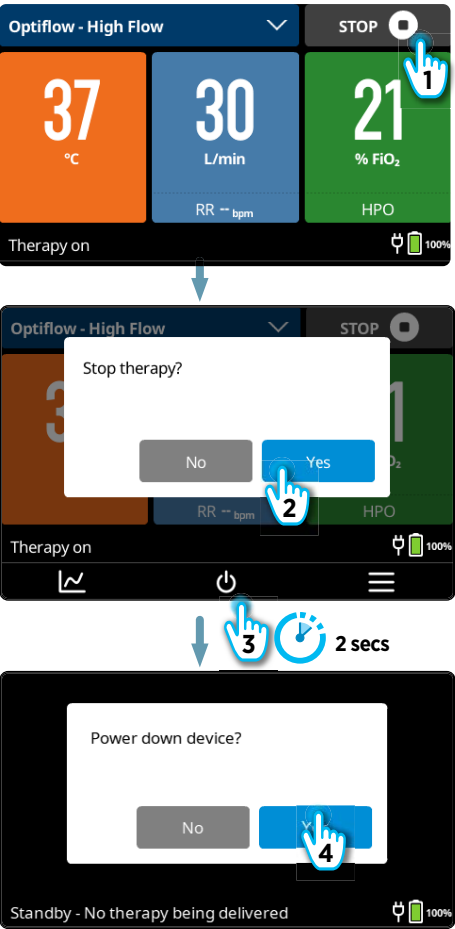 Optiflow - High Flow
STOP
1
37
°C
30
L/min
RR -- bpm
21
% FiO₂
HPO
Therapy on
100%
Optiflow - High Flow
STOP
Stop therapy?
No
Yes
2
RR -- bpm
HPO
Therapy on
100%
3
2 secs
Power down device?
No
4
Standby - No therapy being delivered
100%